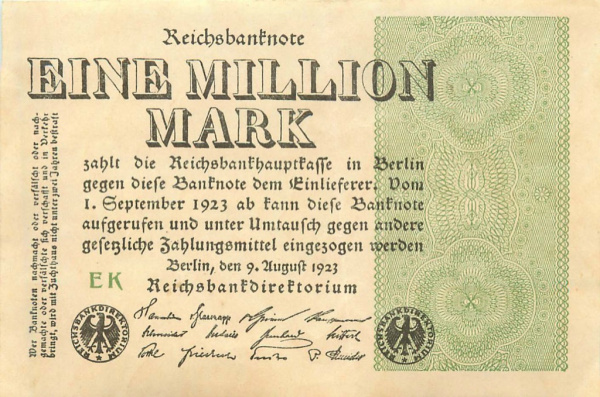 Reichsbanknote
EINE MILLION
MARK
zahlt die Reichsbankhauptkasse in Berlin
gegen diese Banknote dem Einlieferer. Vom
1. September 1923 ab kann diese Banknote
aufgerufen und unter Umtausch gegen andere
gesetzliche Zahlungsmittel eingezogen werden
Berlin, den 9. August 1923
EK
Reichsbankdirektorium
REICHSBANKDIREKTORIUM
REICHSBANKDIREKTORIUM
Wer Banknoten nachmacht oder verfälscht oder nach-
gemachte oder verfälschte sich verschafft und in Verkehr
bringt, wird mit Zuchthaus nicht unter zwei Jahren bestraft